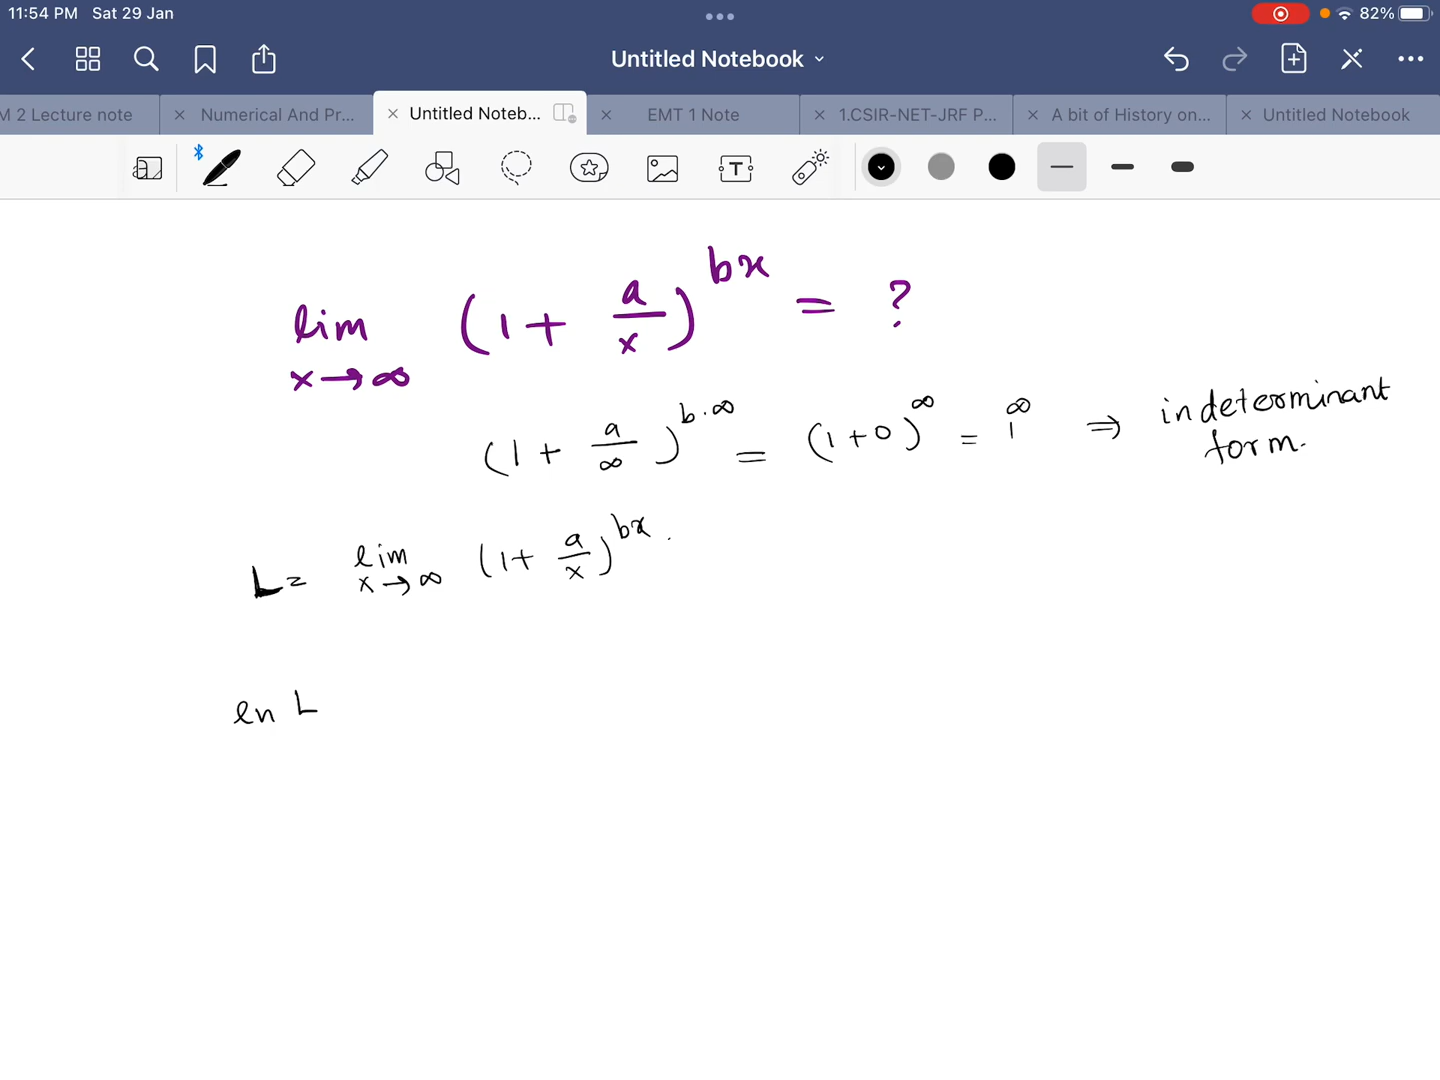 11:54 PM Sat 29 Jan 82%
Untitled Notebook
M 2 Lecture note × Numerical And Pr... × Untitled Noteb... × EMT 1 Note × 1.CSIR-NET-JRF P... × A bit of History on... × Untitled Notebook
lim x→∞ (1 + a/x)^bx = ?
(1 + a/∞)^b·∞ = (1+0)^∞ = 1^∞ ⇒ indeterminant form.
L = lim x→∞ (1+ a/x)^bx.
ln L